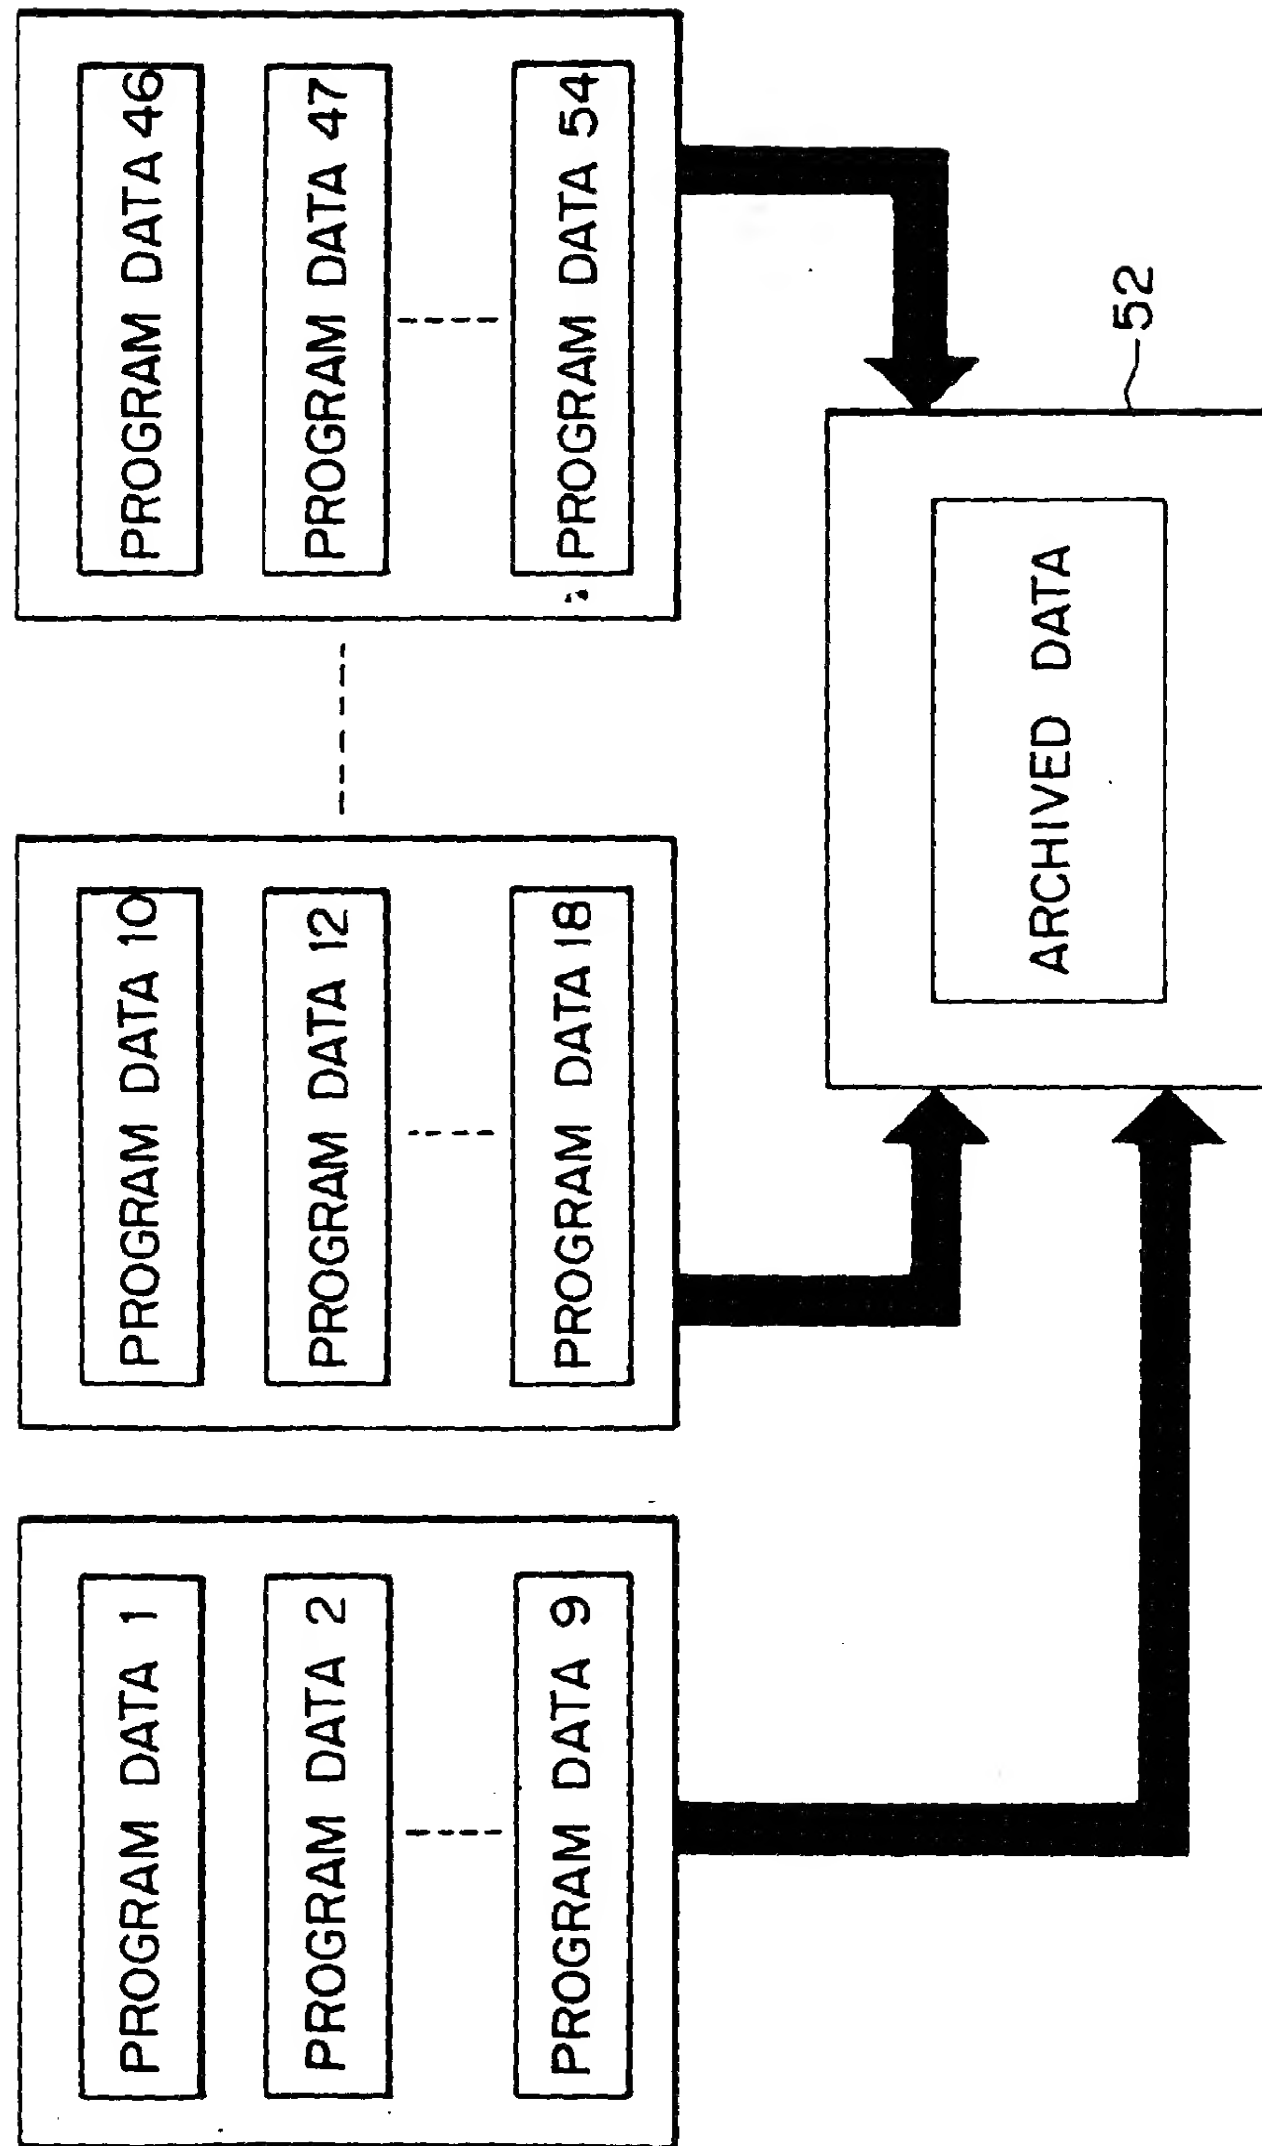 PROGRAM DATA 1
PROGRAM DATA 2
PROGRAM DATA 9
PROGRAM DATA 10
PROGRAM DATA 12
PROGRAM DATA 18
PROGRAM DATA 46
PROGRAM DATA 47
PROGRAM DATA 54
ARCHIVED DATA
52